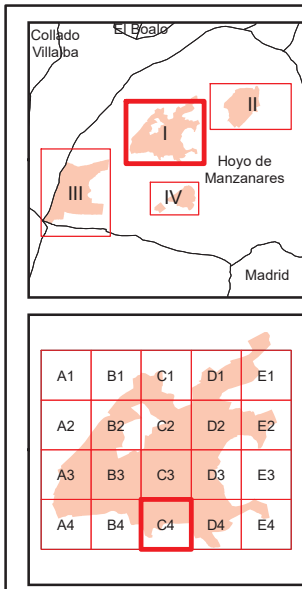 Collado
Villalba
El Boalo
I
II
Hoyo de
Manzanares
III
IV
Madrid
A1 B1 C1 D1 E1
A2 B2 C2 D2 E2
A3 B3 C3 D3 E3
A4 B4 C4 D4 E4